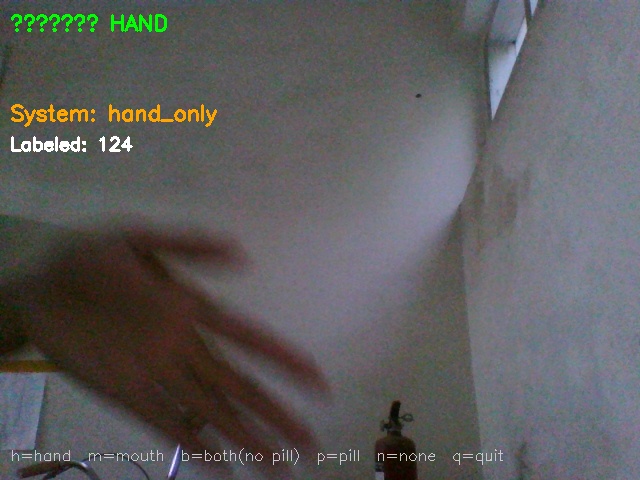 ??????? HAND
System: hand_only
Labeled: 124
h=hand m=mouth b=both(no pill) p=pill n=none q=quit